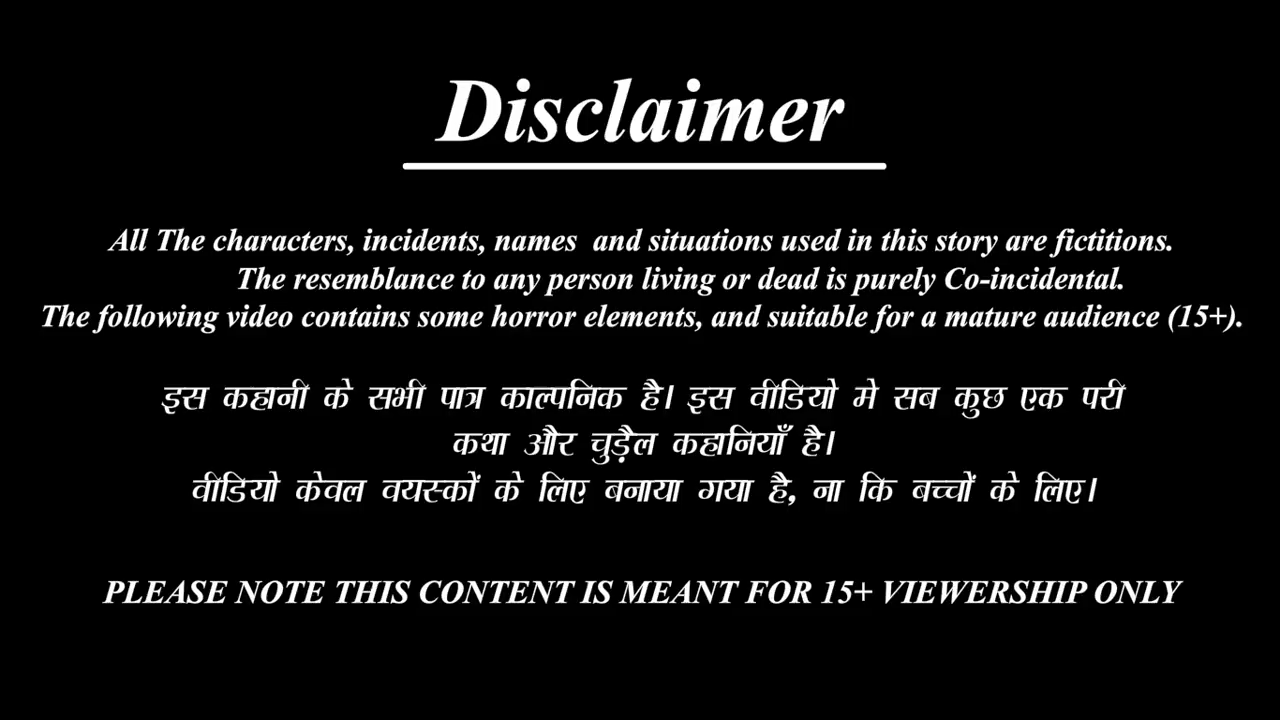 Disclaimer
All The characters, incidents, names and situations used in this story are fictitions.
The resemblance to any person living or dead is purely Co-incidental.
The following video contains some horror elements, and suitable for a mature audience (15+).
इस कहानी के सभी पात्र काल्पनिक है। इस वीडियो मे सब कुछ एक परी
कथा और चुड़ैल कहानियाँ है।
वीडियो केवल वयस्कों के लिए बनाया गया है, ना कि बच्चों के लिए।
PLEASE NOTE THIS CONTENT IS MEANT FOR 15+ VIEWERSHIP ONLY